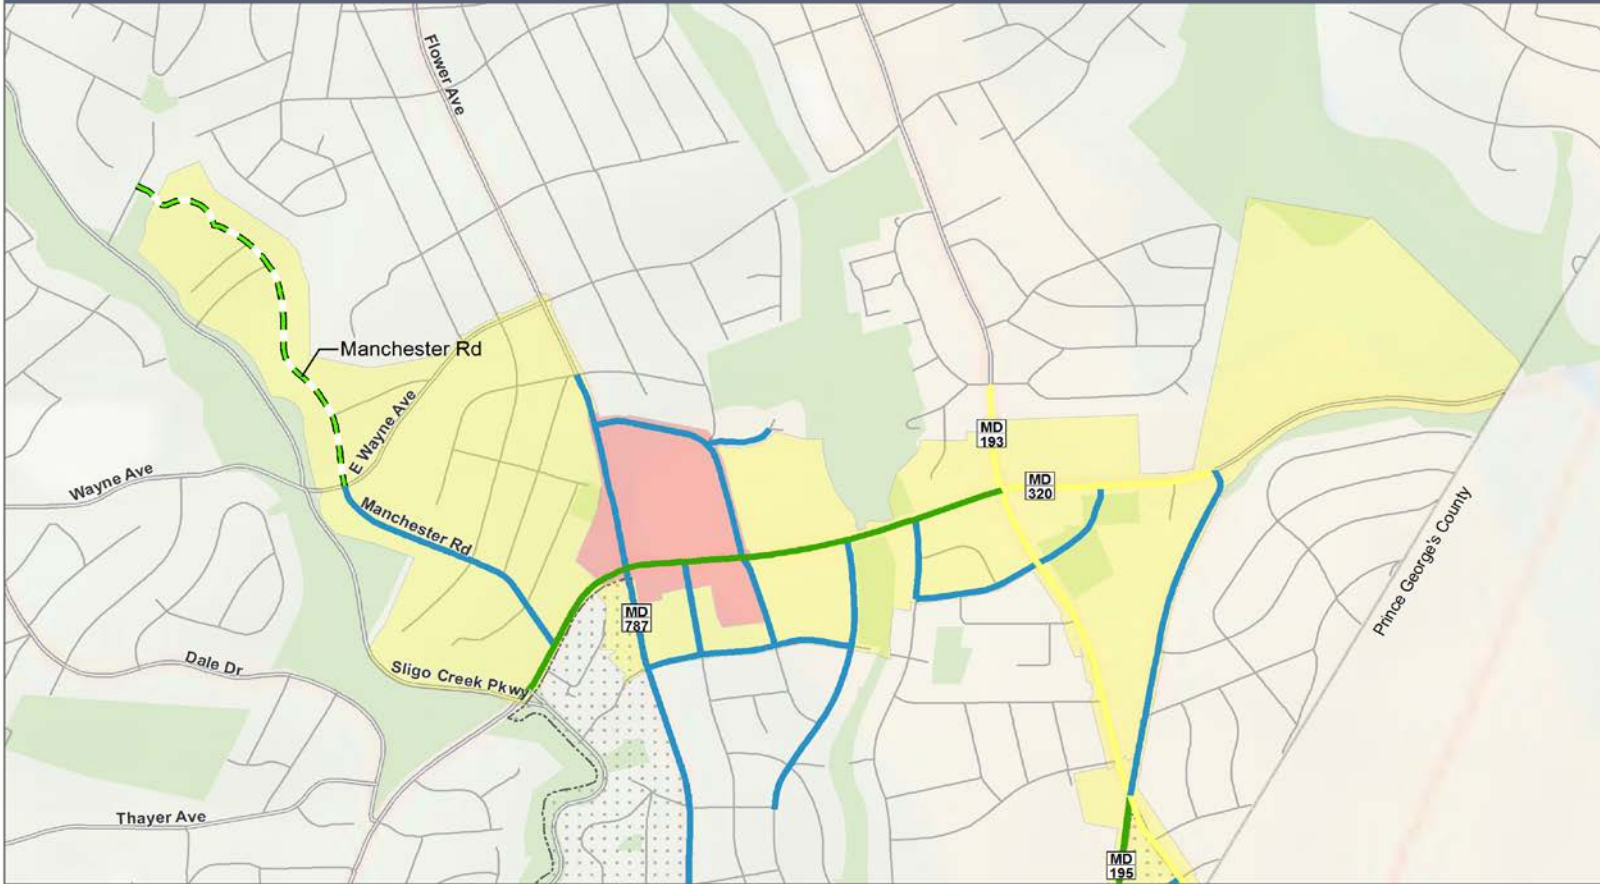 Flower Ave
Manchester Rd
E Wayne Ave
MD
193
Wayne Ave
MD
320
Manchester Rd
Prince George's County
MD
787
Dale Dr
Sligo Creek Pkwy
Thayer Ave
MD
195